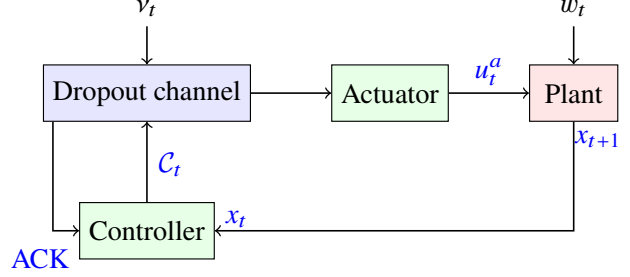 ν_t
w_t
Dropout channel
Actuator
u_t^a
Plant
x_{t+1}
𝒞_t
Controller
x_t
ACK